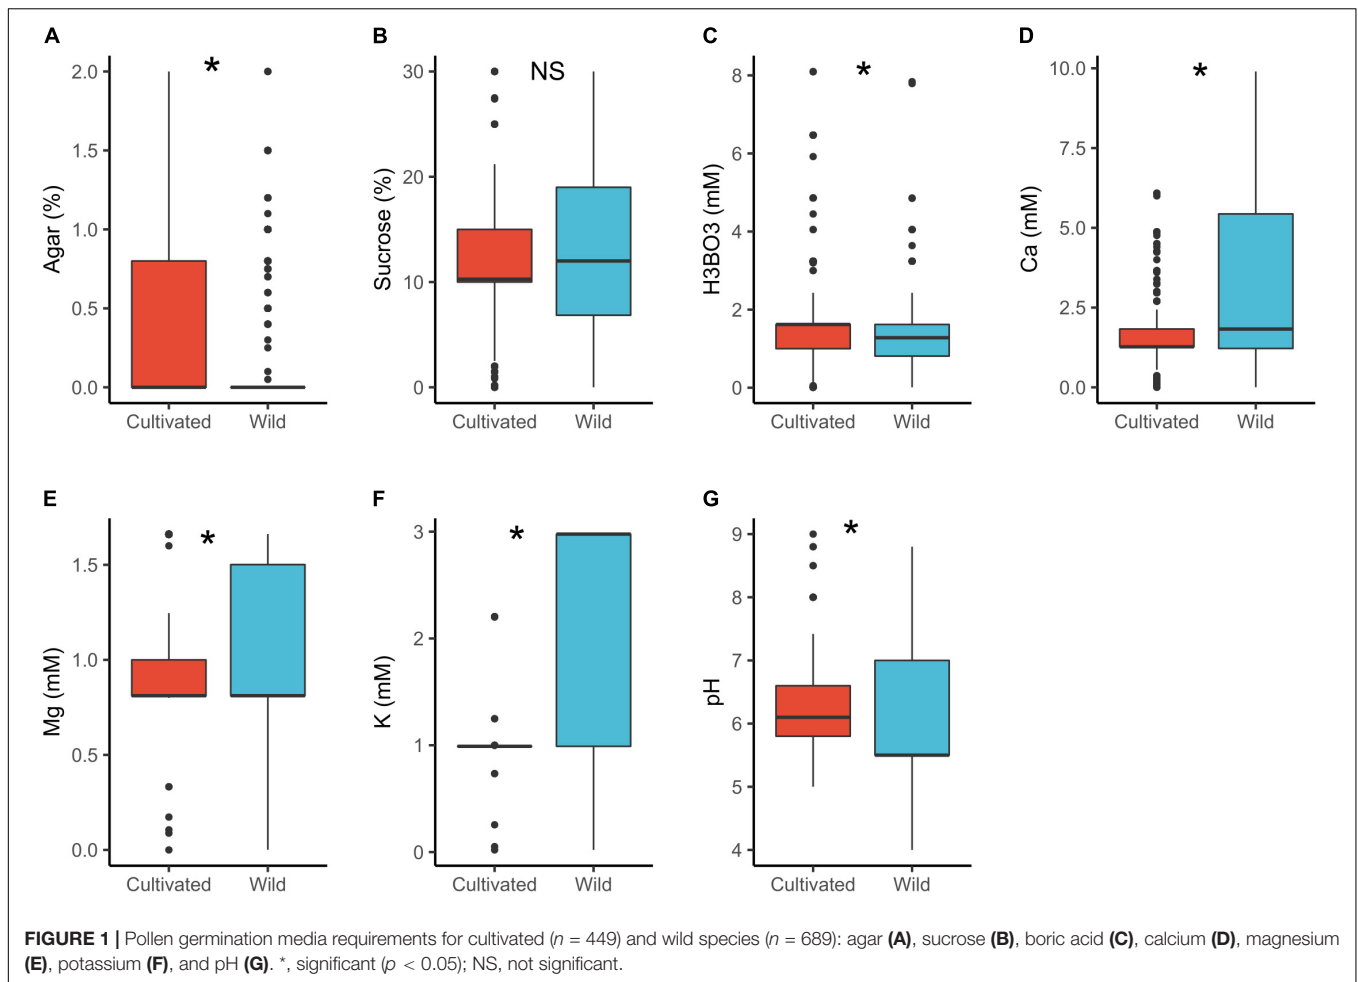 A
*
2.0
1.5
1.0
0.5
0.0
Agar (%)
Cultivated
Wild
B
NS
30
20
10
0
Sucrose (%)
Cultivated
Wild
C
*
8
6
4
2
0
H3BO3 (mM)
Cultivated
Wild
D
*
10.0
7.5
5.0
2.5
0.0
Ca (mM)
Cultivated
Wild
E
*
1.5
1.0
0.5
0.0
Mg (mM)
Cultivated
Wild
F
*
3
2
1
0
K (mM)
Cultivated
Wild
G
*
9
8
7
6
5
4
pH
Cultivated
Wild
FIGURE 1 | Pollen germination media requirements for cultivated (n = 449) and wild species (n = 689): agar (A), sucrose (B), boric acid (C), calcium (D), magnesium
(E), potassium (F), and pH (G). *, significant (p < 0.05); NS, not significant.